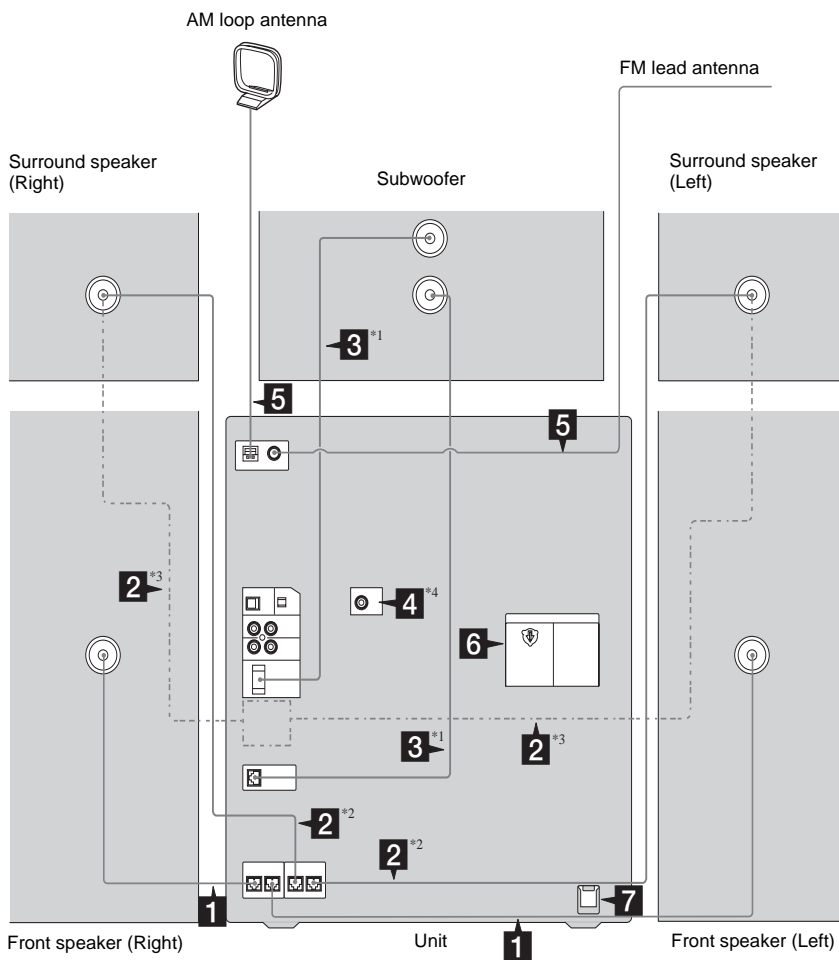 AM loop antenna
FM lead antenna
Surround speaker
(Right)
Subwoofer
Surround speaker
(Left)
3 *1
5
5
2 *3
4 *4
6
3 *1
2 *3
2 *2
2 *2
7
1
1
Front speaker (Right)
Unit
Front speaker (Left)